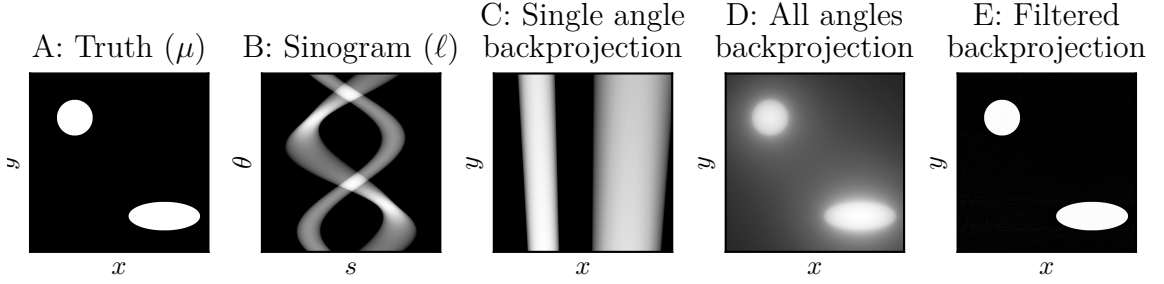 A: Truth (μ)
B: Sinogram (ℓ)
C: Single angle
backprojection
D: All angles
backprojection
E: Filtered
backprojection
y
x
θ
s
y
x
y
x
y
x